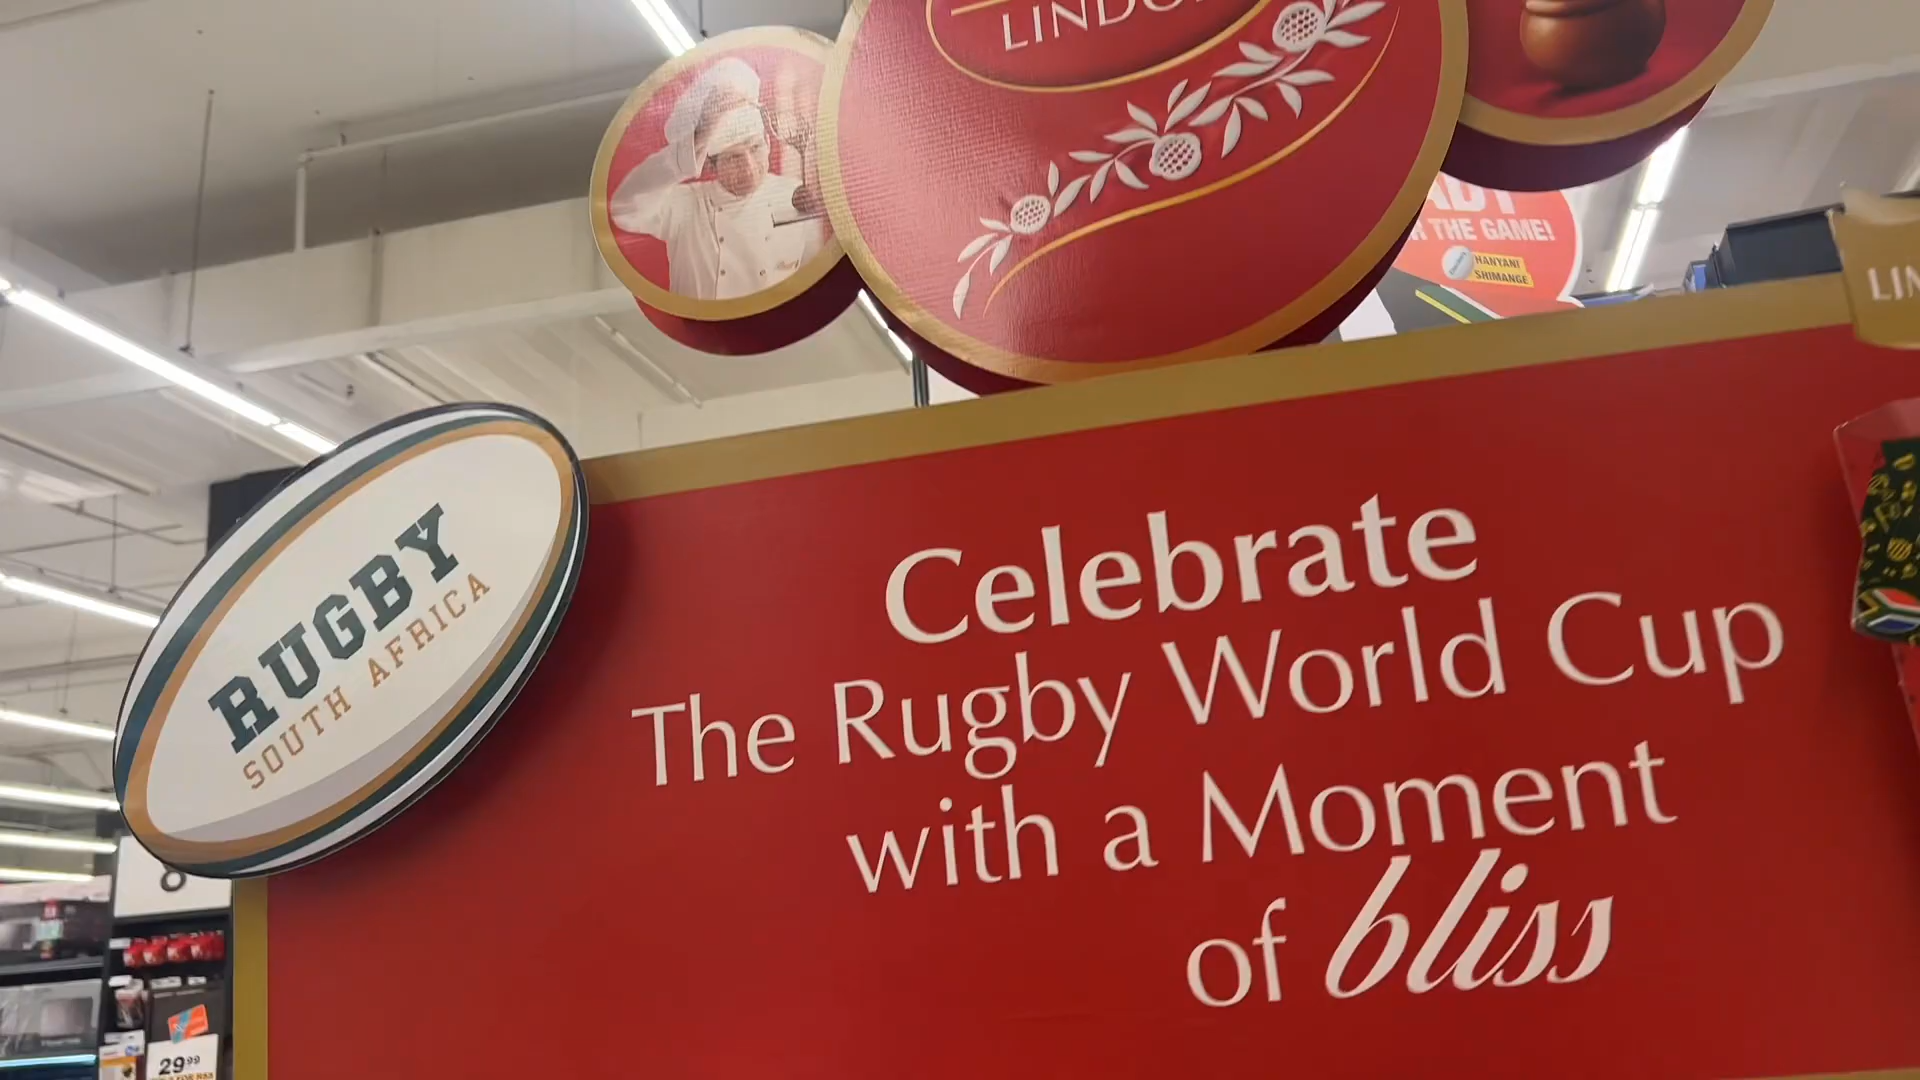 LINDO
R THE GAME!
HANYANI
SHIMANGE
RUGBY
SOUTH AFRICA
Celebrate
The Rugby World Cup
with a Moment
of bliss
8
29 99